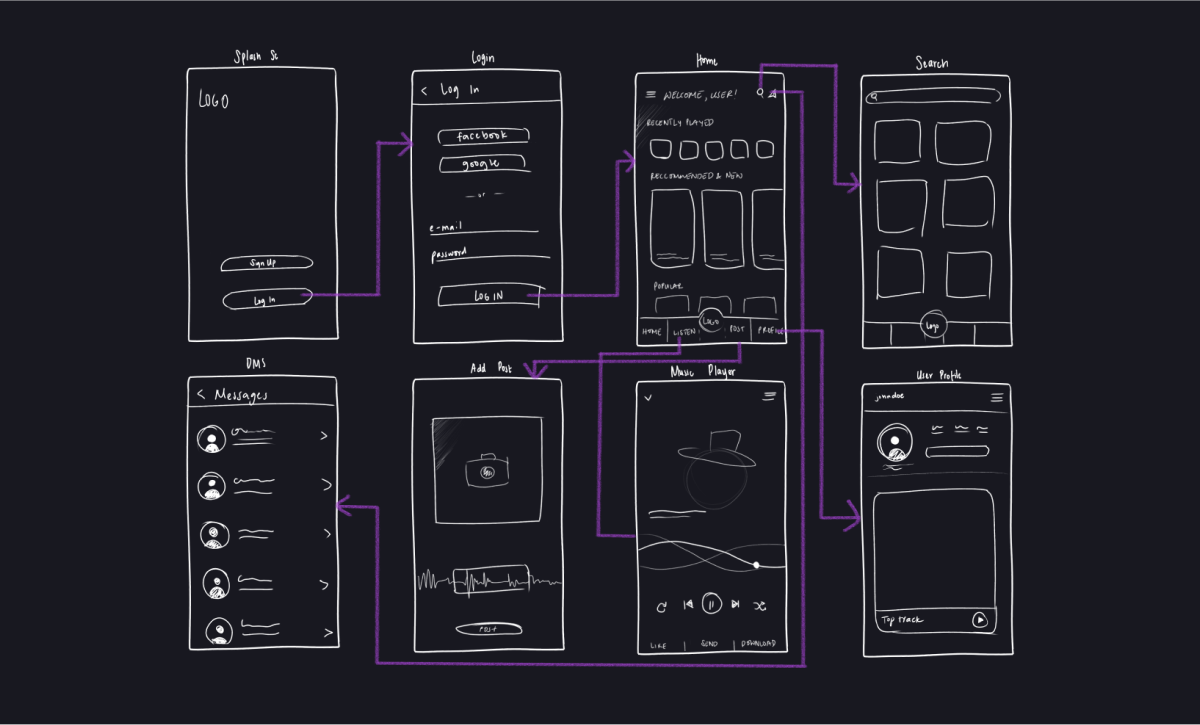 Splash Sc
LOGO
Sign Up
Log In
Login
< Log In
facebook
google
or
e-mail
password
LOG IN
Home
WELCOME, USER!
RECENTLY PLAYED
RECCOMMENDED & NEW
POPULAR
HOME
LISTEN
LOGO
POST
PROFILE
Search
Logo
DMS
< Messages
Add Post
POST
Music Player
LIKE
SEND
DOWNLOAD
User Profile
johndoe
Top track